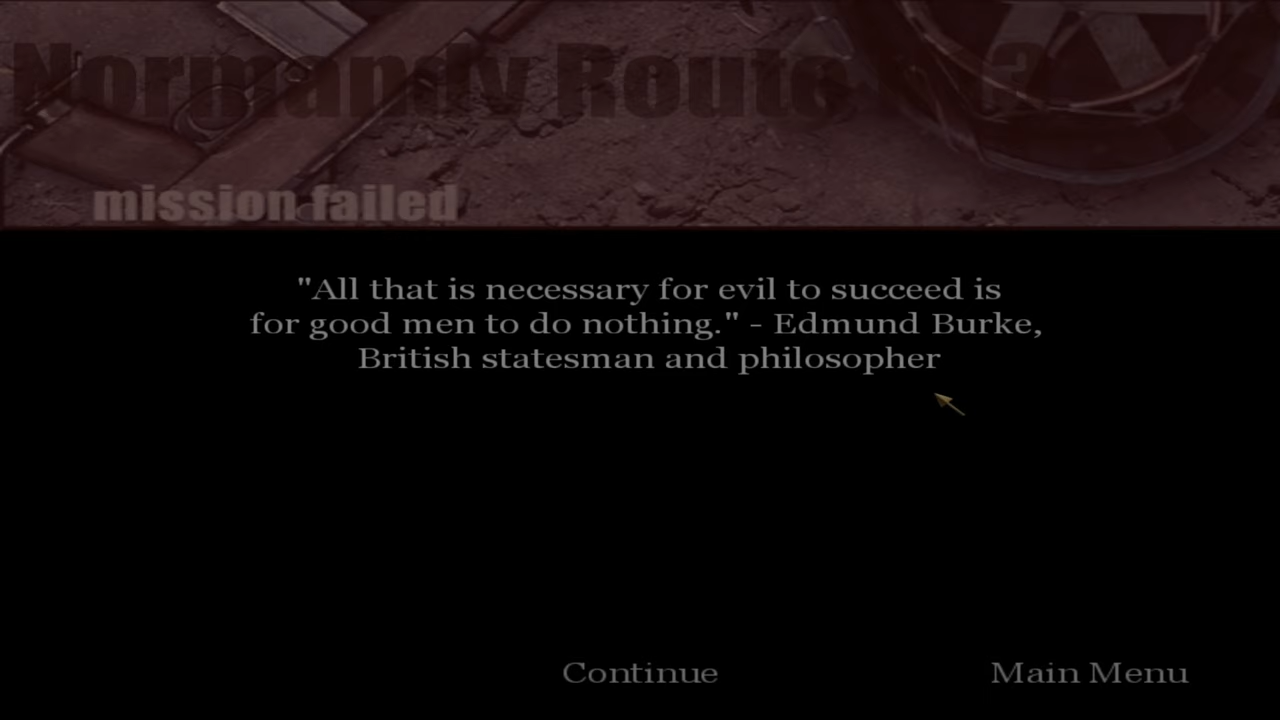 Normandy Route
mission failed
"All that is necessary for evil to succeed is
for good men to do nothing." - Edmund Burke,
British statesman and philosopher
Continue
Main Menu